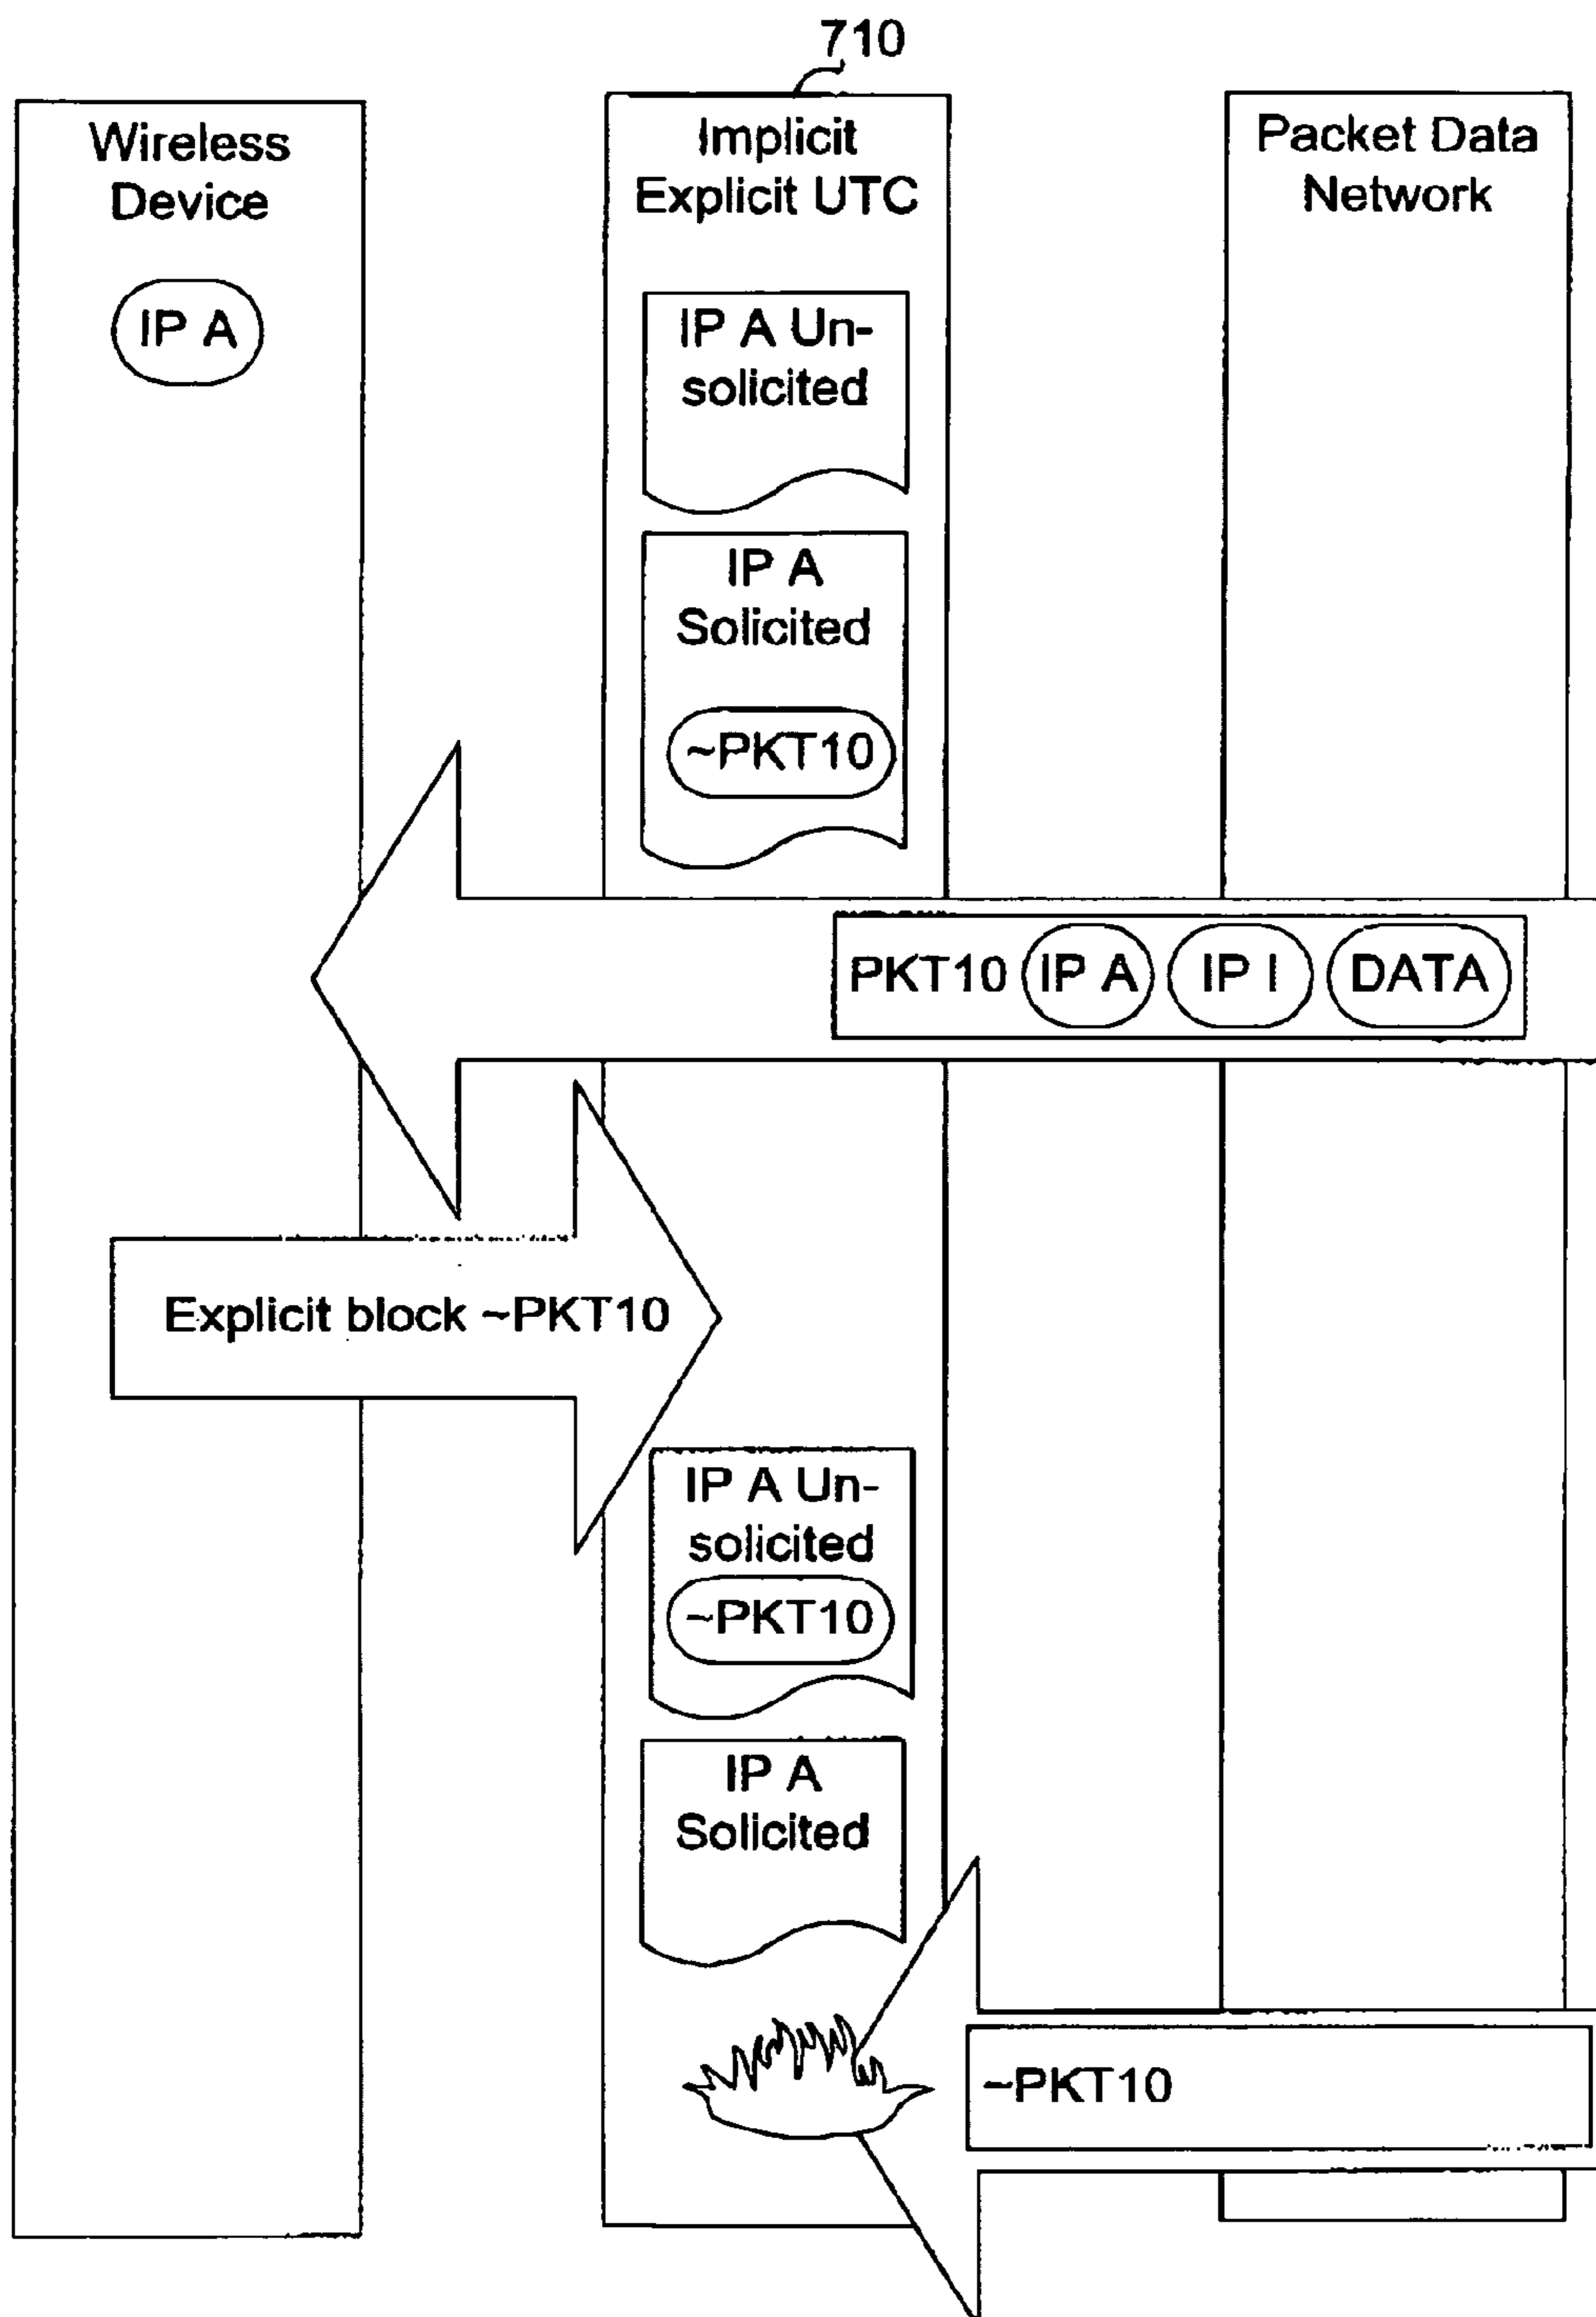 710
Wireless
Device
IP A
Implicit
Explicit UTC
Packet Data
Network
IP A Un-
solicited
IP A
Solicited
~PKT10
PKT10 IP A IP I DATA
Explicit block ~PKT10
IP A Un-
solicited
~PKT10
IP A
Solicited
~PKT10